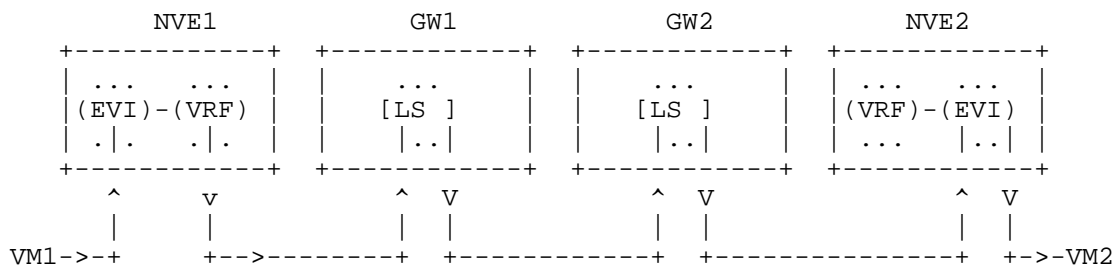 NVE1 GW1 GW2 NVE2
+------------+ +------------+ +------------+ +------------+
| ... ... | | ... | | ... | | ... ... |
|(EVI)-(VRF) | | [LS ] | | [LS ] | |(VRF)-(EVI) |
| .|. .|. | | |..| | | |..| | | ... |..| |
+------------+ +------------+ +------------+ +------------+
^ v ^ V ^ V ^ V
| | | | | | | |
VM1->-+ +-->--------+ +------------+ +---------------+ +->-VM2